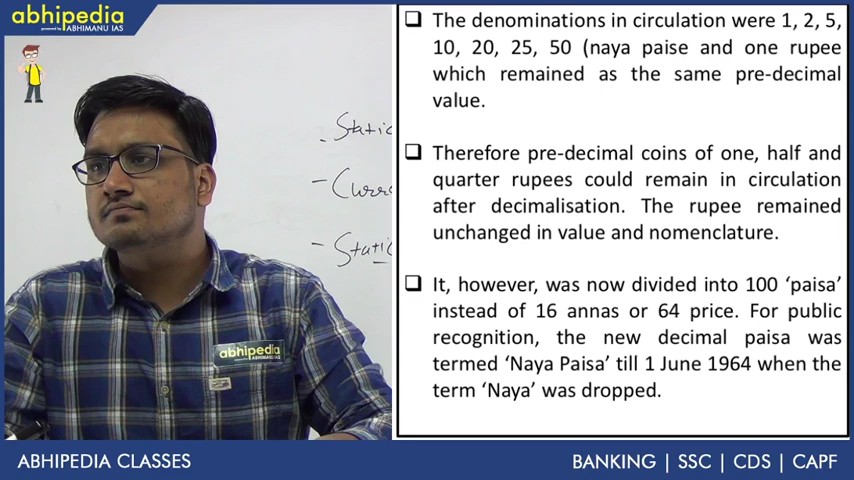 abhipedia
powered by ABHIMANU IAS
❑ The denominations in circulation were 1, 2, 5,
10, 20, 25, 50 (naya paise and one rupee
which remained as the same pre-decimal
value.
❑ Therefore pre-decimal coins of one, half and
quarter rupees could remain in circulation
after decimalisation. The rupee remained
unchanged in value and nomenclature.
❑ It, however, was now divided into 100 ‘paisa’
instead of 16 annas or 64 price. For public
recognition, the new decimal paisa was
termed ‘Naya Paisa’ till 1 June 1964 when the
term ‘Naya’ was dropped.
- Static
- Curre
- Static
abhipedia
ABHIPEDIA CLASSES
BANKING | SSC | CDS | CAPF